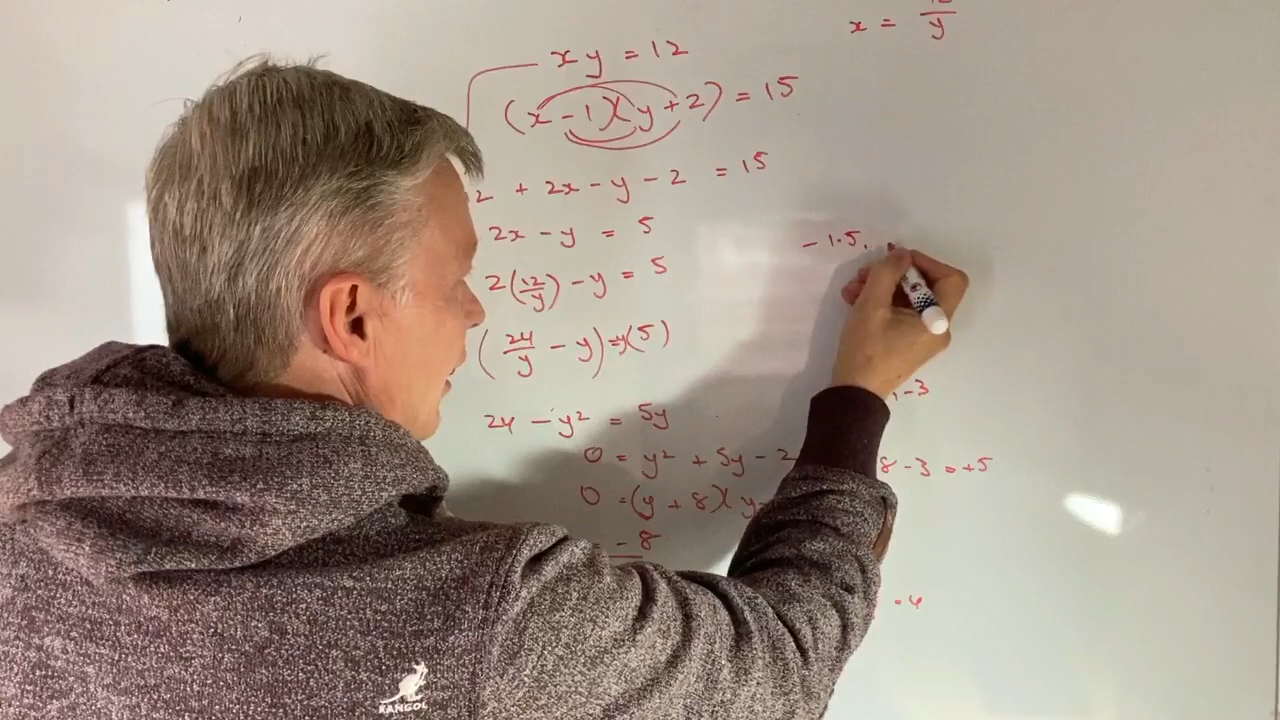 x = /y
xy = 12
(x - 1)(y + 2) = 15
2 + 2x - y - 2 = 15
2x - y = 5
- 1.5,
2(12/y) - y = 5
(24/y - y) = y(5)
, -3
24 - y² = 5y
0 = y² + 5y - 2
8 - 3 = +5
0 = (y + 8)(y
= - 8
= 4
KANGOL